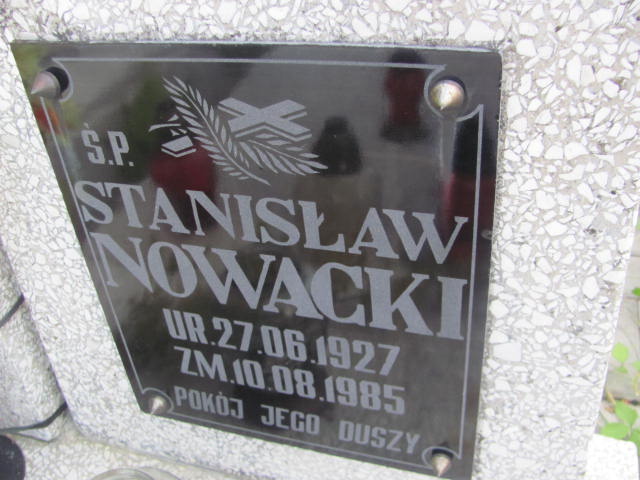 Ś.P.
STANISŁAW
NOWACKI
UR.27.06.1927
ZM.10.08.1985
POKÓJ JEGO DUSZY